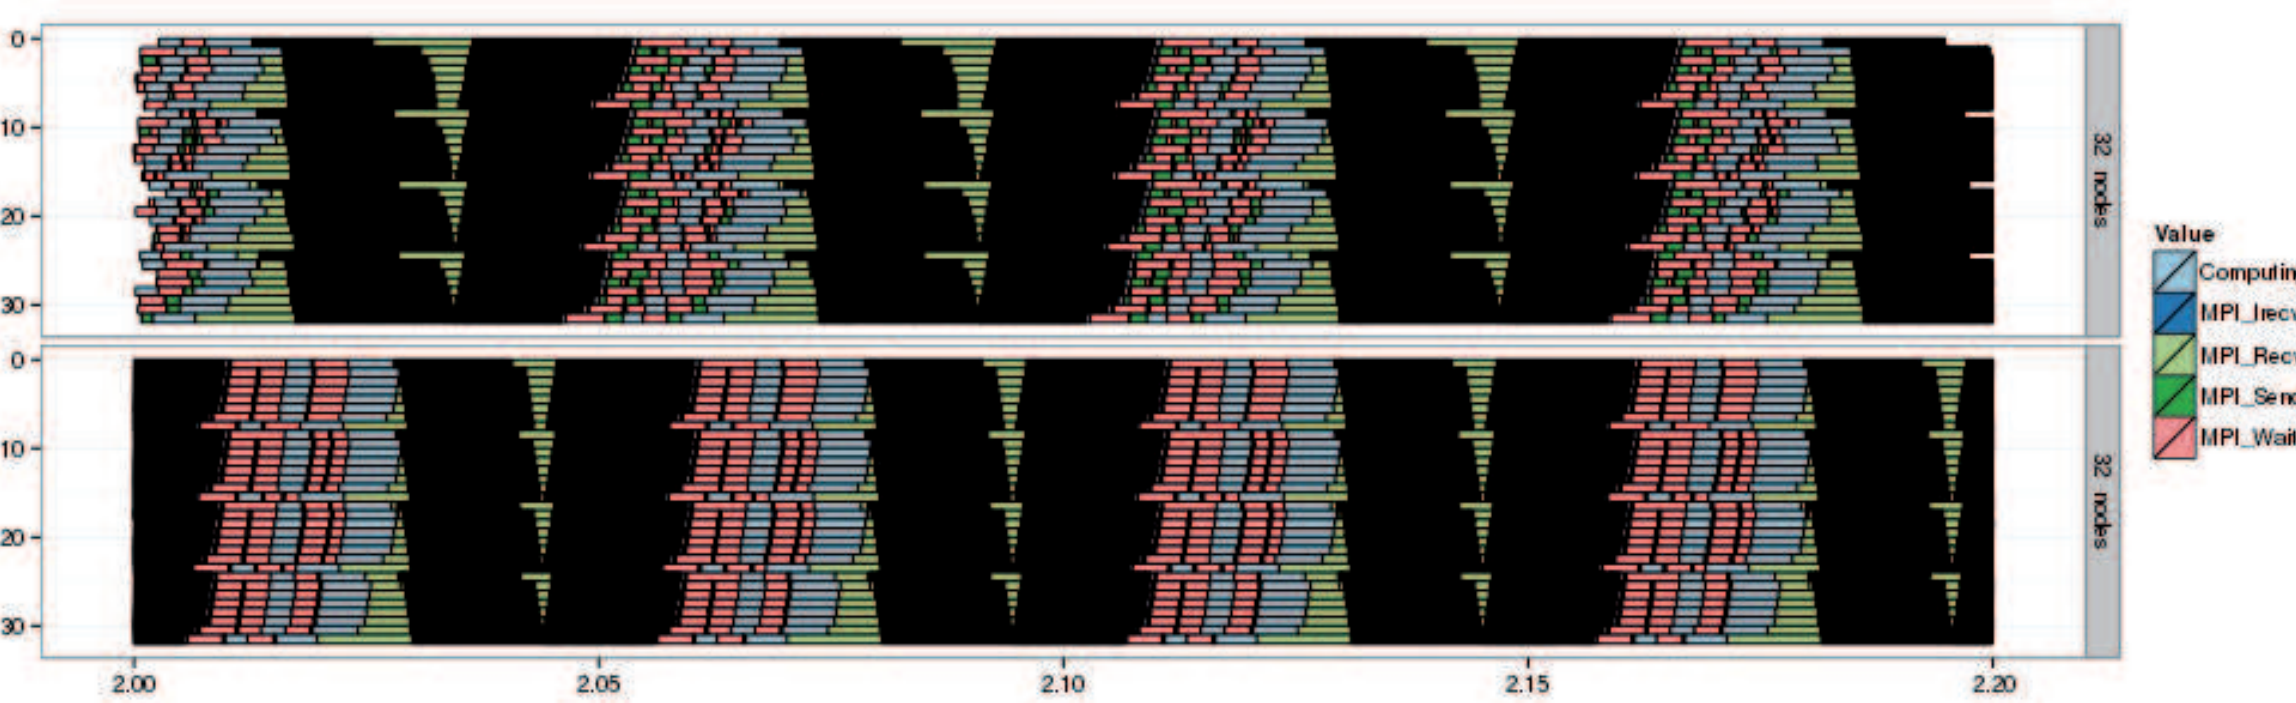 0
10
20
30
32 nodes
0
10
20
30
32 nodes
2.00 2.05 2.10 2.15 2.20
Value
Computin
MPI_Irecv
MPI_Recv
MPI_Send
MPI_Wait